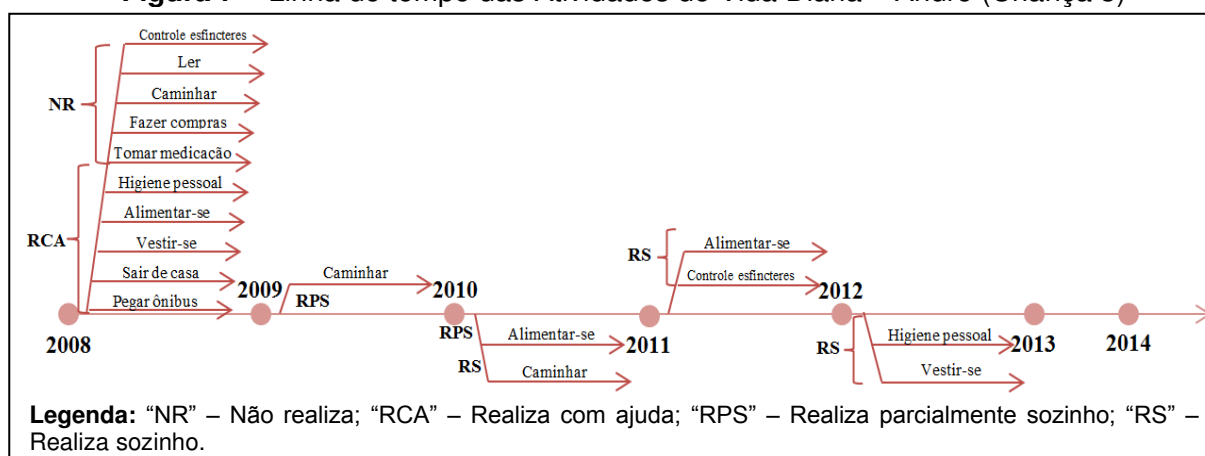 Controle esfincteres
Ler
Caminhar
NR
Fazer compras
Tomar medicação
Higiene pessoal
Alimentar-se
RCA
Vestir-se
Sair de casa
Pegar ônibus
2008
2009
Caminhar
RPS
2010
RPS
Alimentar-se
RS
Caminhar
RS
Alimentar-se
Controle esfincteres
2011
2012
RS
Higiene pessoal
Vestir-se
2013
2014
Legenda: “NR” – Não realiza; “RCA” – Realiza com ajuda; “RPS” – Realiza parcialmente sozinho; “RS” –
Realiza sozinho.